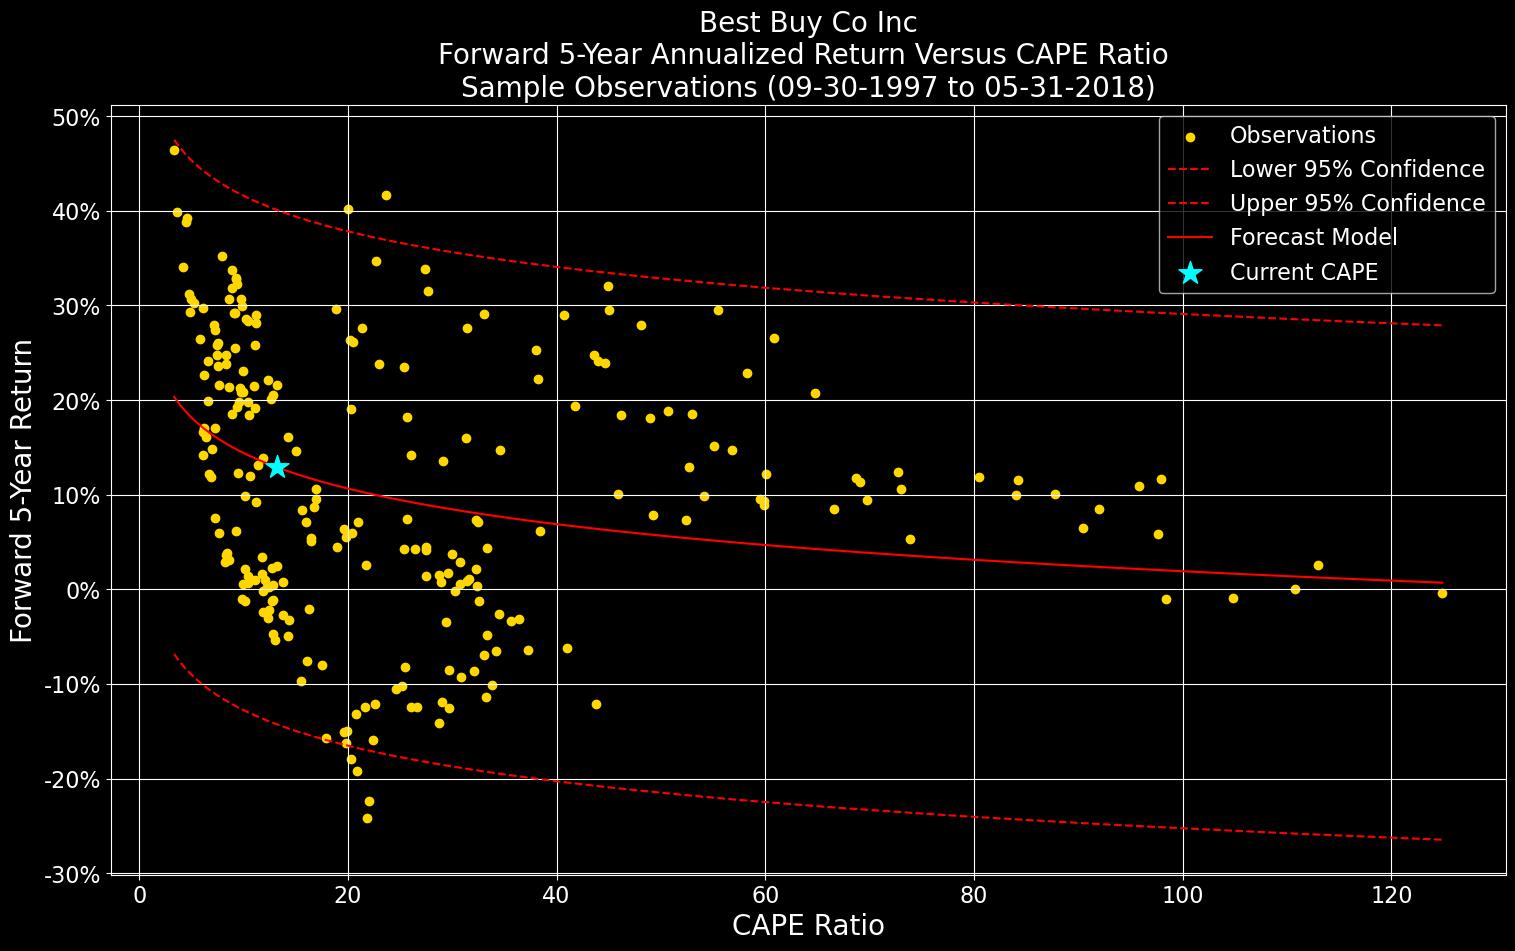 Best Buy Co Inc
Forward 5-Year Annualized Return Versus CAPE Ratio
Sample Observations (09-30-1997 to 05-31-2018)
Observations
Lower 95% Confidence
Upper 95% Confidence
Forecast Model
Current CAPE
Forward 5-Year Return
50%
40%
30%
20%
10%
0%
-10%
-20%
-30%
0 20 40 60 80 100 120
CAPE Ratio